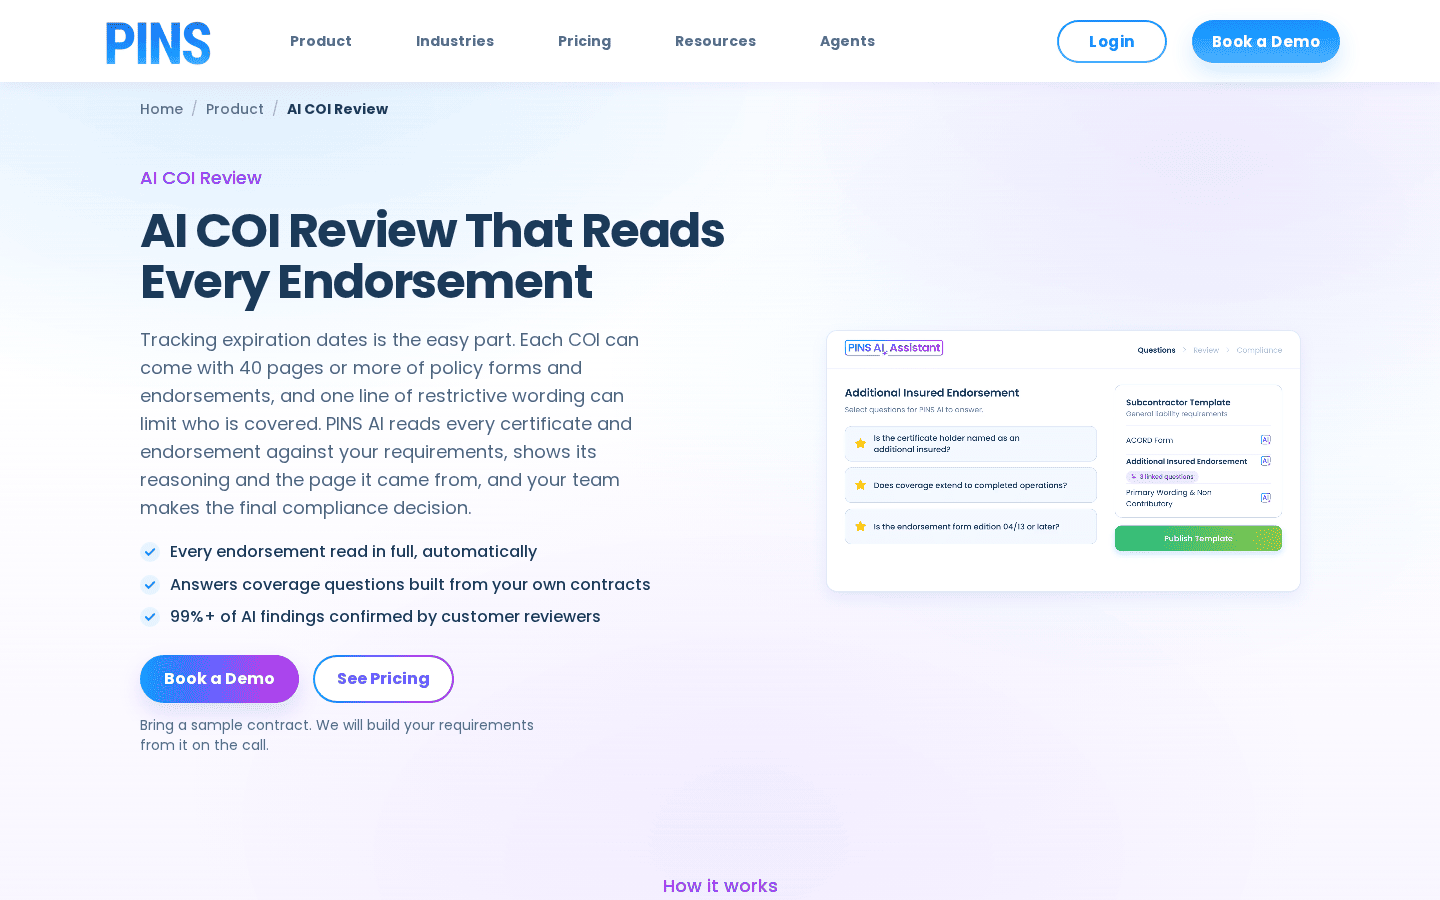 PINS
Product
Industries
Pricing
Resources
Agents
Login
Book a Demo
Home / Product / AI COI Review
AI COI Review
AI COI Review That Reads
Every Endorsement
Tracking expiration dates is the easy part. Each COI can
come with 40 pages or more of policy forms and
endorsements, and one line of restrictive wording can
limit who is covered. PINS AI reads every certificate and
endorsement against your requirements, shows its
reasoning and the page it came from, and your team
makes the final compliance decision.
Every endorsement read in full, automatically
Answers coverage questions built from your own contracts
99%+ of AI findings confirmed by customer reviewers
Book a Demo
See Pricing
Bring a sample contract. We will build your requirements
from it on the call.
PINS AI Assistant
Questions > Review > Compliance
Additional Insured Endorsement
Select questions for PINS AI to answer.
Is the certificate holder named as an
additional insured?
Does coverage extend to completed operations?
Is the endorsement form edition 04/13 or later?
Subcontractor Template
General liability requirements
ACORD Form
AI
Additional Insured Endorsement
AI
3 linked questions
Primary Wording & Non
Contributory
AI
Publish Template
How it works